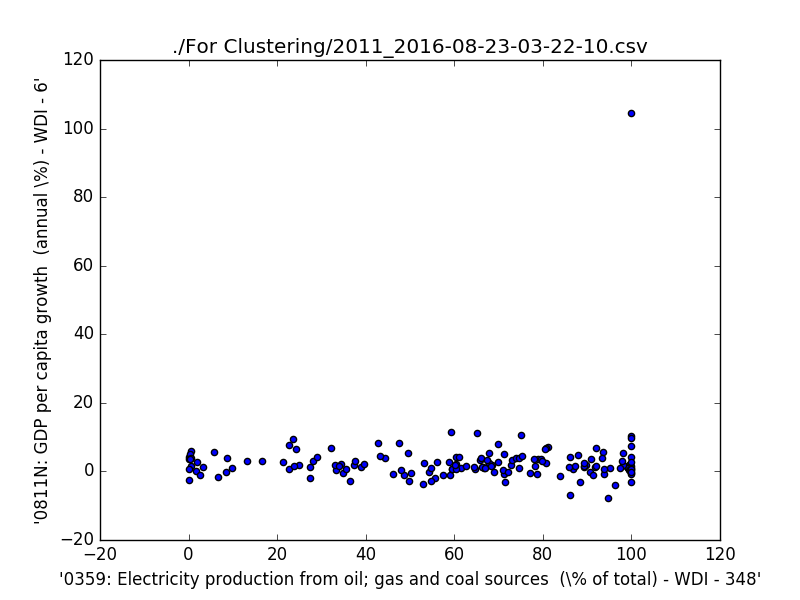 ./For Clustering/2011_2016-08-23-03-22-10.csv
'0811N: GDP per capita growth  (annual \%) - WDI - 6'
120
100
80
60
40
20
0
−20
−20 0 20 40 60 80 100 120
'0359: Electricity production from oil; gas and coal sources  (\% of total) - WDI - 348'